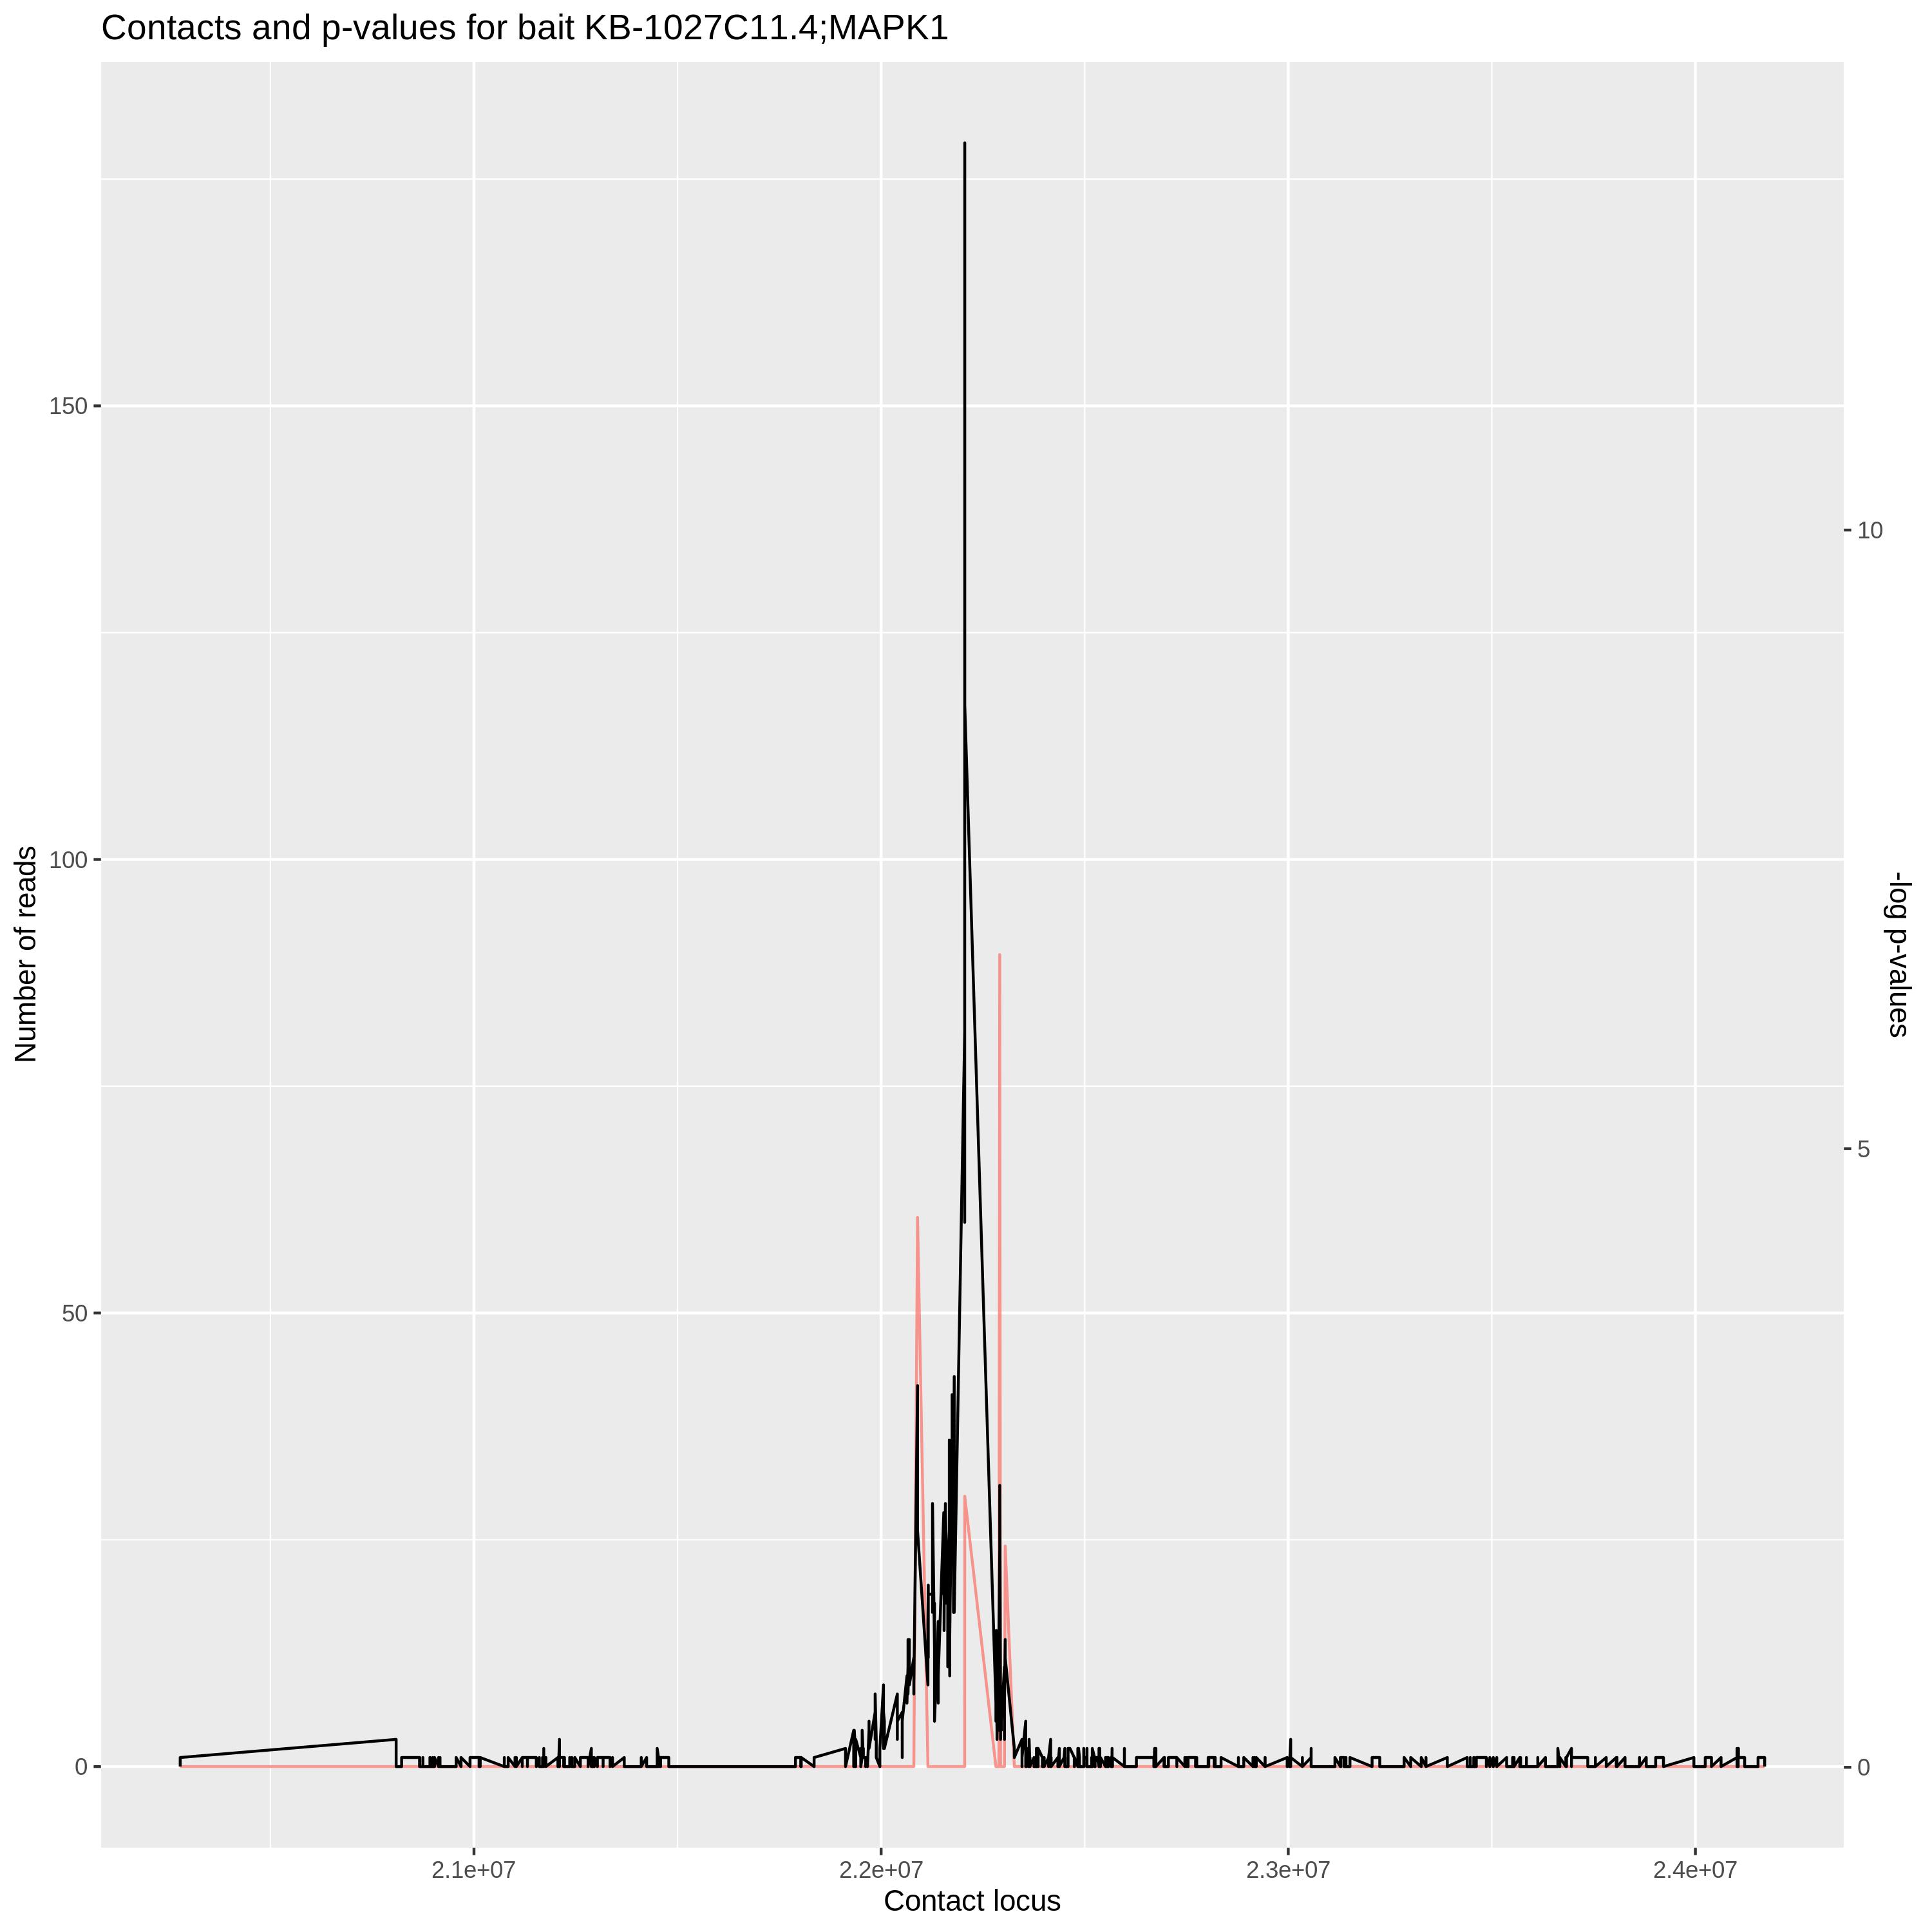 Contacts and p-values for bait KB-1027C11.4;MAPK1
Number of reads
150
100
50
0
10
5
0
-log p-values
2.1e+07 2.2e+07 2.3e+07 2.4e+07
Contact locus